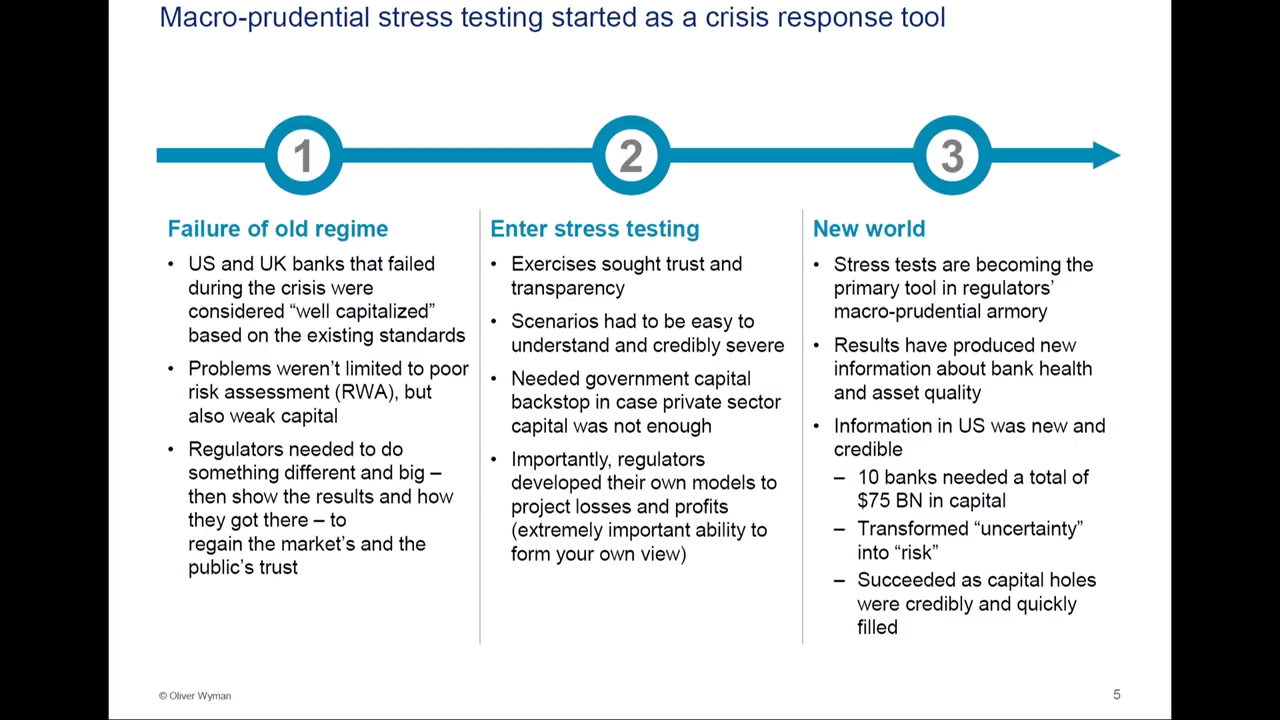 Macro-prudential stress testing started as a crisis response tool
1
2
3
Failure of old regime
• US and UK banks that failed
during the crisis were
considered “well capitalized”
based on the existing standards
• Problems weren’t limited to poor
risk assessment (RWA), but
also weak capital
• Regulators needed to do
something different and big –
then show the results and how
they got there – to
regain the market’s and the
public’s trust
Enter stress testing
• Exercises sought trust and
transparency
• Scenarios had to be easy to
understand and credibly severe
• Needed government capital
backstop in case private sector
capital was not enough
• Importantly, regulators
developed their own models to
project losses and profits
(extremely important ability to
form your own view)
New world
• Stress tests are becoming the
primary tool in regulators’
macro-prudential armory
• Results have produced new
information about bank health
and asset quality
• Information in US was new and
credible
– 10 banks needed a total of
$75 BN in capital
– Transformed “uncertainty”
into “risk”
– Succeeded as capital holes
were credibly and quickly
filled
© Oliver Wyman
5